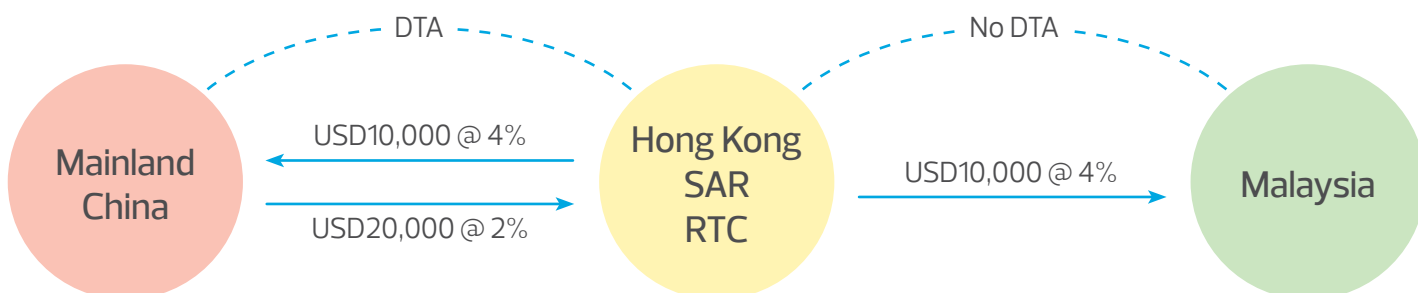 DTA
No DTA
Mainland
China
USD10,000 @ 4%
USD20,000 @ 2%
Hong Kong
SAR
RTC
USD10,000 @ 4%
Malaysia